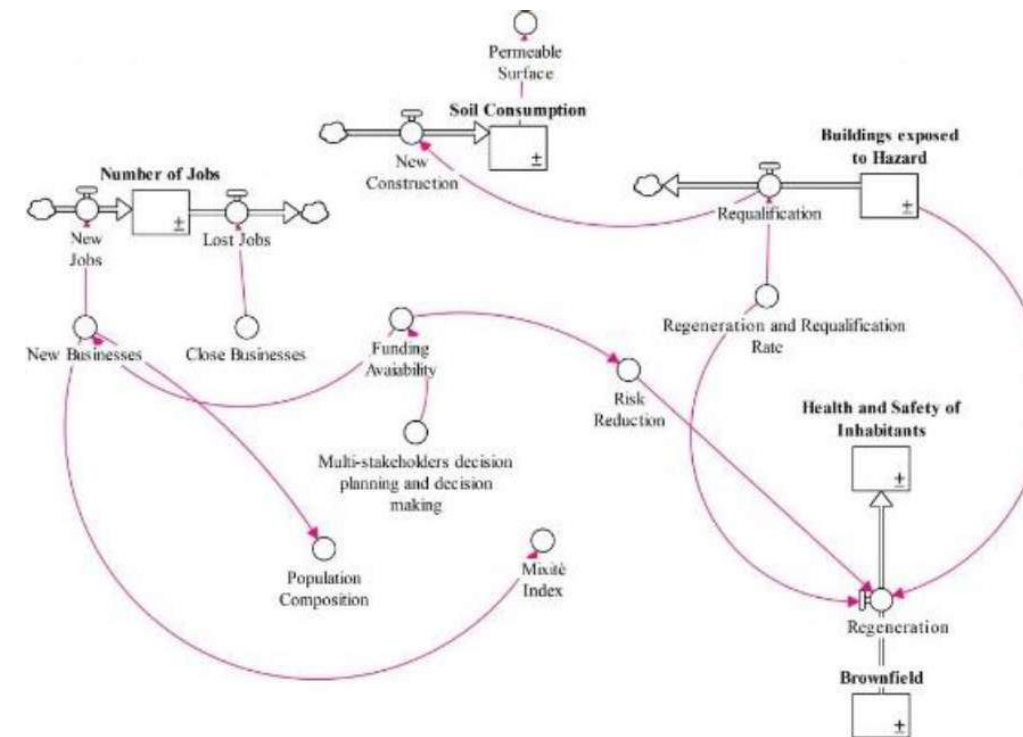 Permeable
Surface
Soil Consumption
New
Construction
Buildings exposed
to Hazard
Requalification
Number of Jobs
New
Jobs
Lost Jobs
New Businesses
Close Businesses
Funding
Avaiability
Regeneration and Requalification
Rate
Risk
Reduction
Health and Safety of
Inhabitants
Multi-stakeholders decision
planning and decision
making
Population
Composition
Mixitè
Index
Regeneration
Brownfield